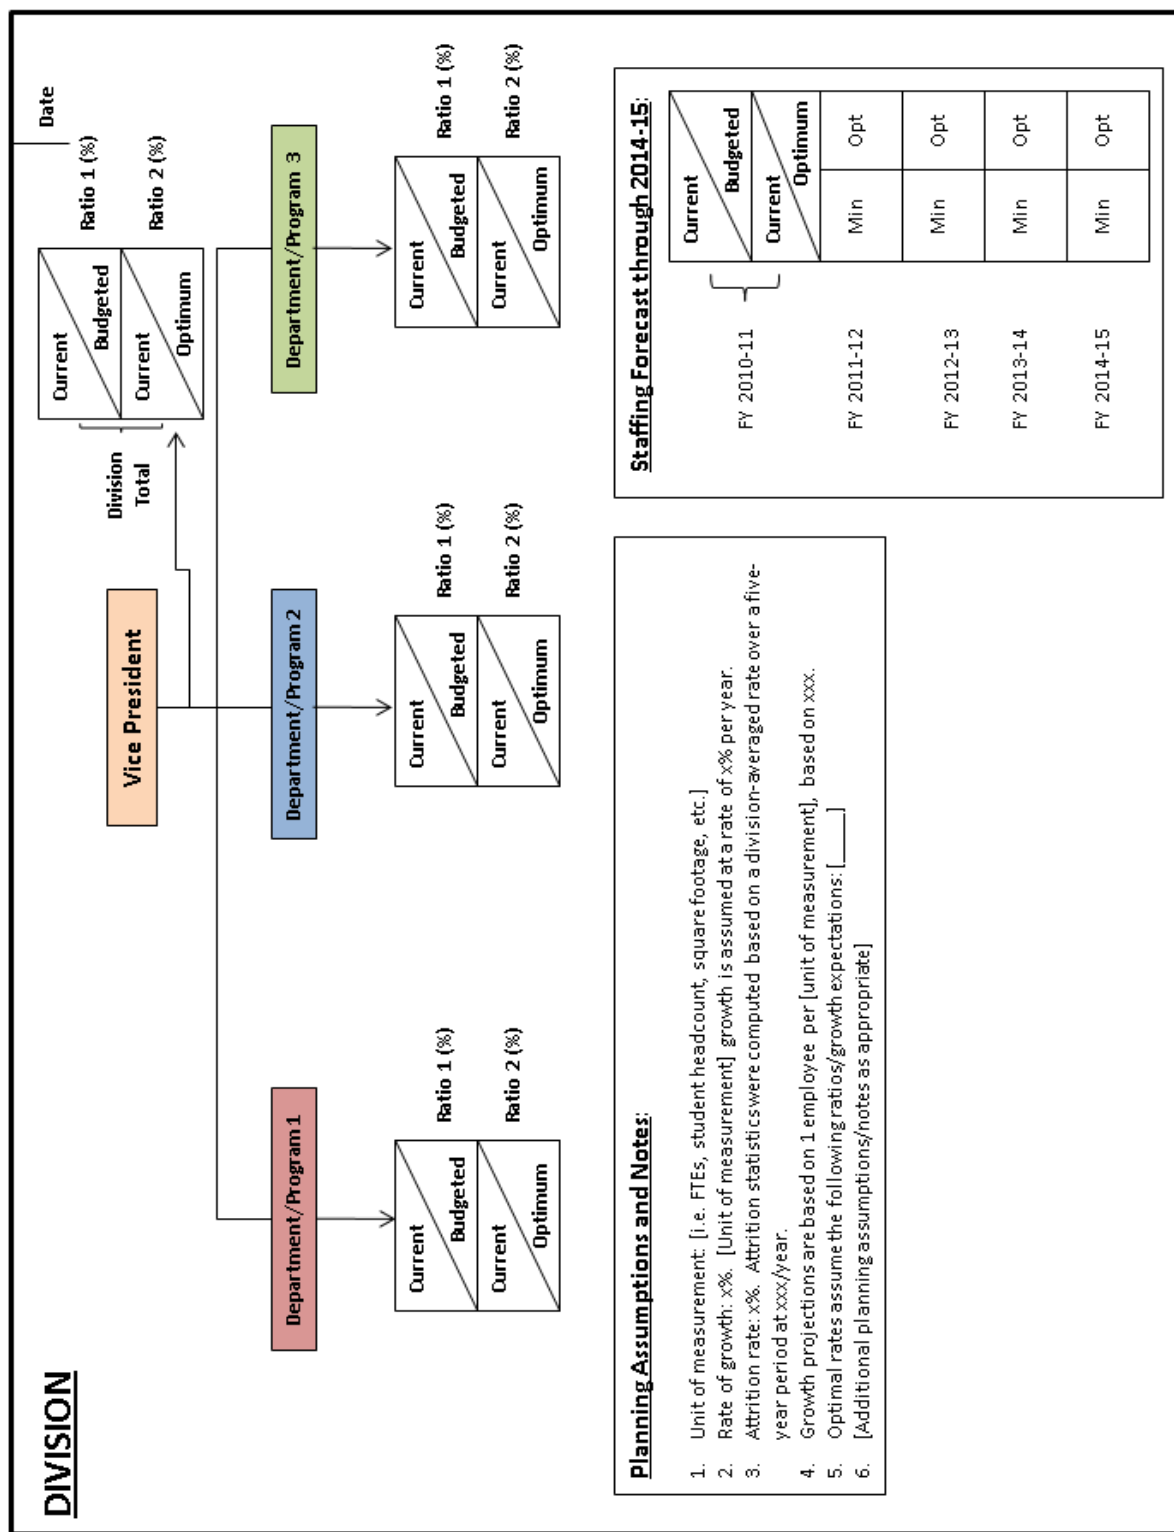 DIVISION
Date
Vice President
Division
Total
Current
Budgeted
Current
Optimum
Ratio 1 (%)
Ratio 2 (%)
Department/Program 1
Current
Budgeted
Current
Optimum
Ratio 1 (%)
Ratio 2 (%)
Department/Program 2
Current
Budgeted
Current
Optimum
Ratio 1 (%)
Ratio 2 (%)
Department/Program 3
Current
Budgeted
Current
Optimum
Ratio 1 (%)
Ratio 2 (%)
Planning Assumptions and Notes:
1. Unit of measurement: [i.e. FTEs, student headcount, square footage, etc.]
2. Rate of growth: x%. [Unit of measurement] growth is assumed at a rate of x% per year.
3. Attrition rate: x%. Attrition statistics were computed based on a division-averaged rate over a five-
year period at xxx/year.
4. Growth projections are based on 1 employee per [unit of measurement], based on xxx.
5. Optimal rates assume the following ratios/growth expectations: [_____]
6. [Additional planning assumptions/notes as appropriate]
Staffing Forecast through 2014-15:
FY 2010-11
Current
Budgeted
Current
Optimum
FY 2011-12 Min Opt
FY 2012-13 Min Opt
FY 2013-14 Min Opt
FY 2014-15 Min Opt